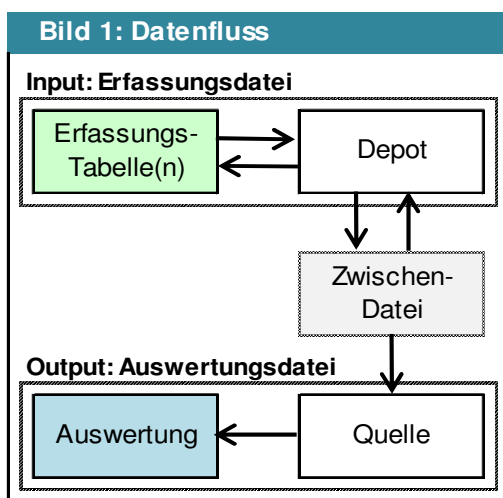 Bild 1: Datenfluss
Input: Erfassungsdatei
Erfassungs-
Tabelle(n)
Depot
Zwischen-
Datei
Output: Auswertungsdatei
Auswertung
Quelle